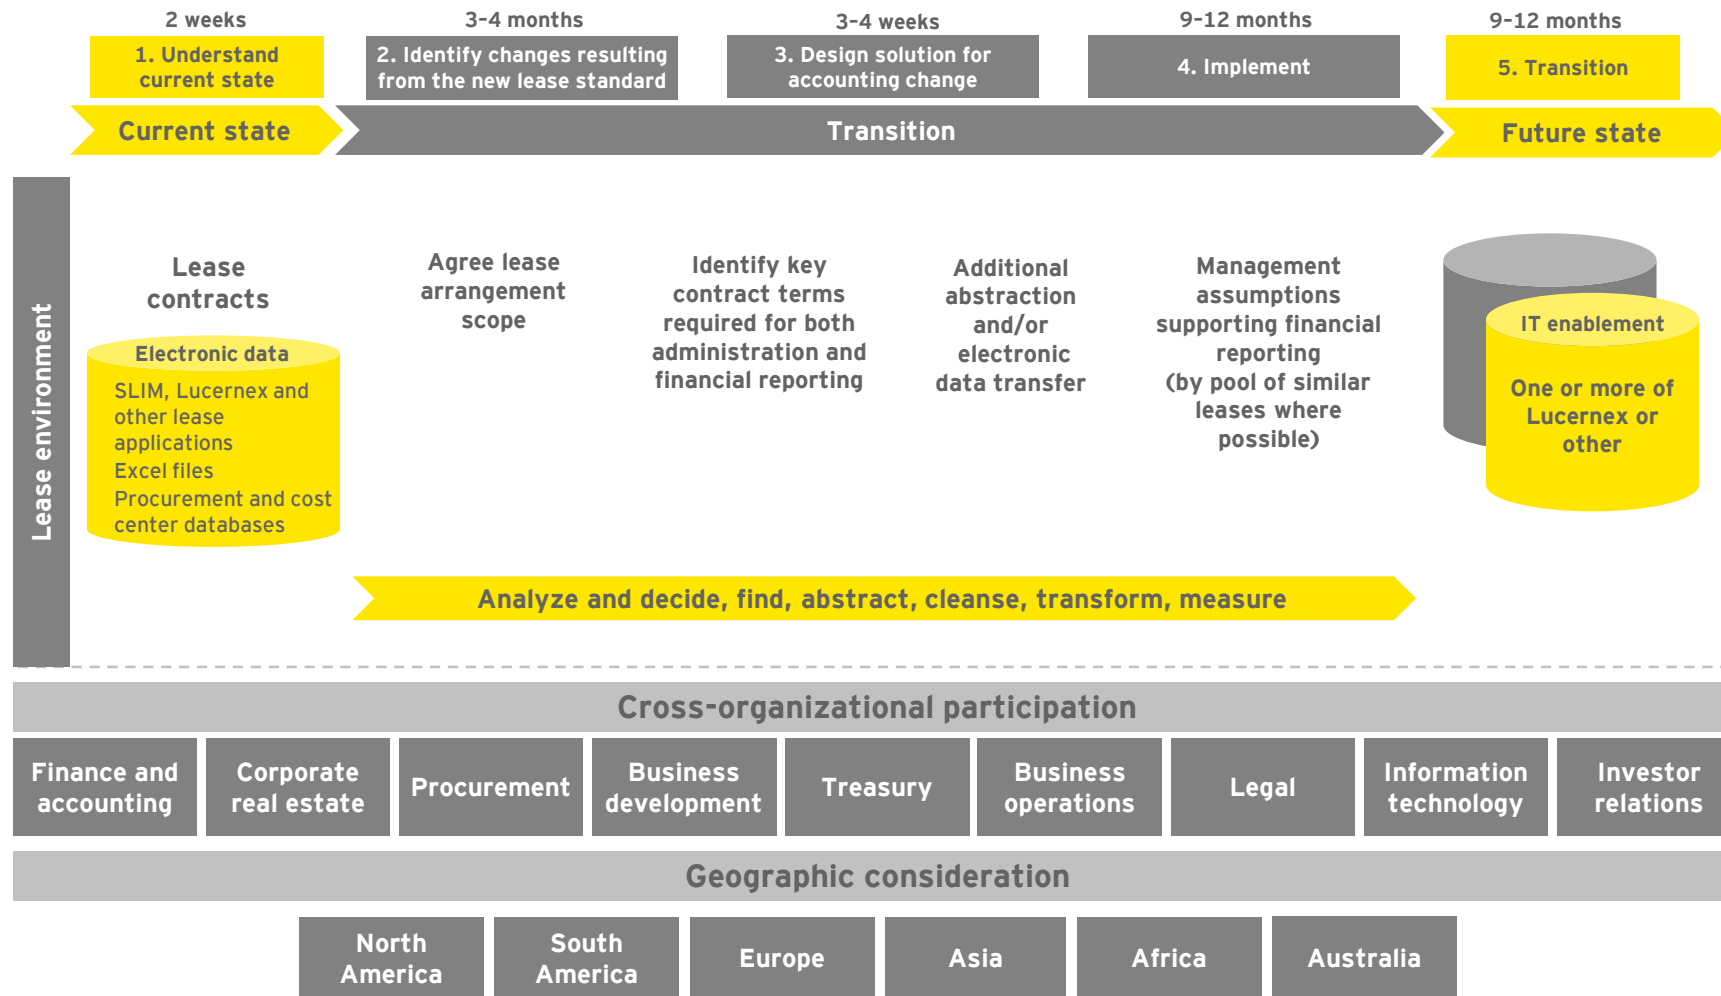 2 weeks
1. Understand
current state
3–4 months
2. Identify changes resulting
from the new lease standard
3–4 weeks
3. Design solution for
accounting change
9–12 months
4. Implement
9–12 months
5. Transition
Current state
Transition
Future state
Lease environment
Lease
contracts
Electronic data
SLIM, Lucernex and
other lease
applications
Excel files
Procurement and cost
center databases
Agree lease
arrangement
scope
Identify key
contract terms
required for both
administration and
financial reporting
Additional
abstraction
and/or
electronic
data transfer
Management
assumptions
supporting financial
reporting
(by pool of similar
leases where
possible)
IT enablement
One or more of
Lucernex or
other
Analyze and decide, find, abstract, cleanse, transform, measure
Cross-organizational participation
Finance and
accounting
Corporate
real estate
Procurement
Business
development
Treasury
Business
operations
Legal
Information
technology
Investor
relations
Geographic consideration
North
America
South
America
Europe
Asia
Africa
Australia